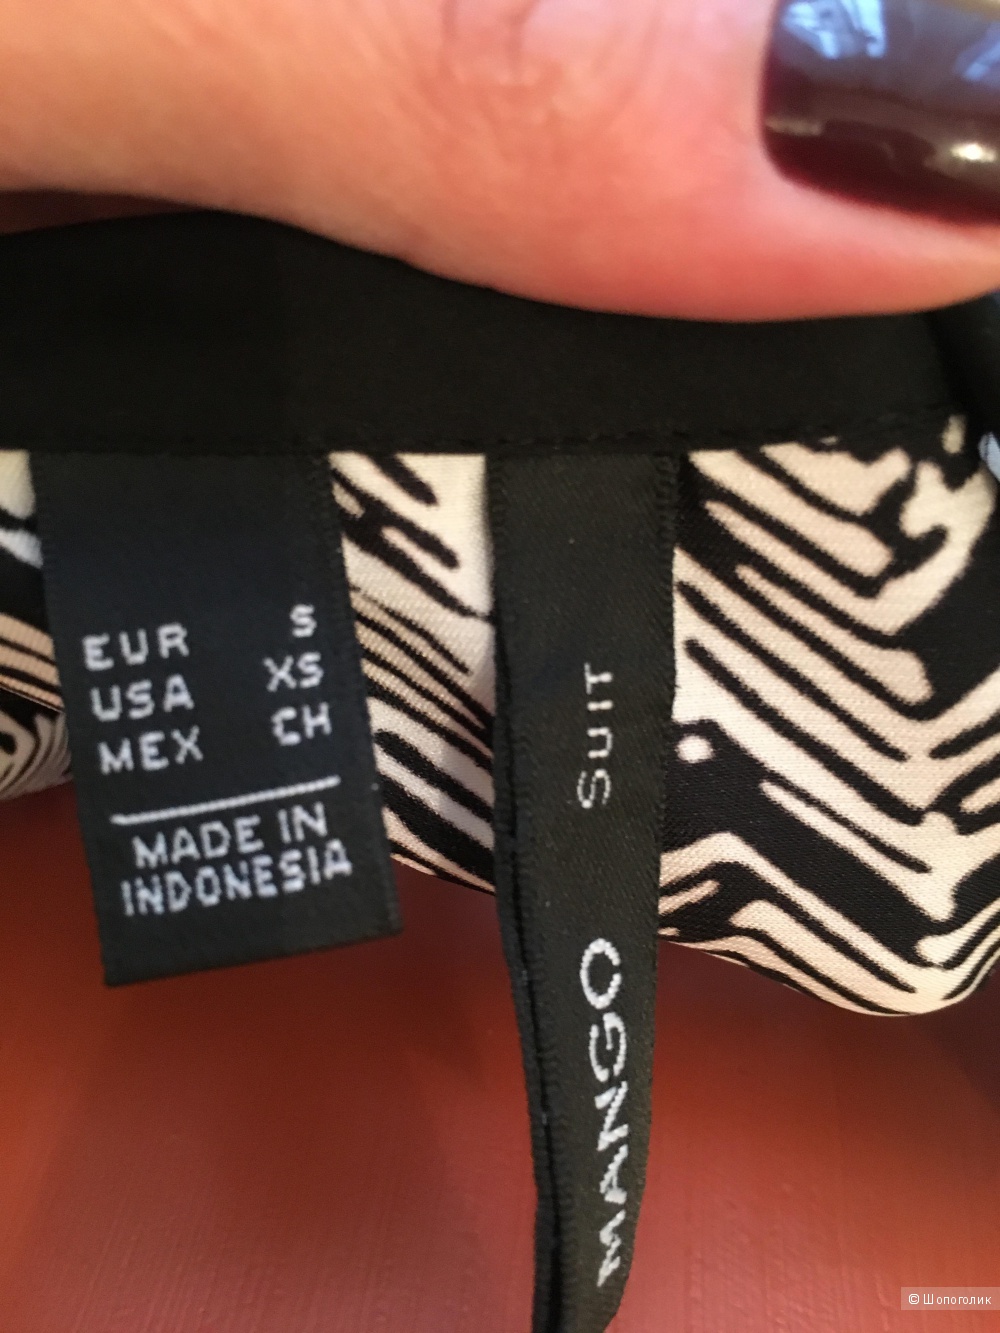 EUR S
USA XS
MEX CH
MADE IN
INDONESIA
MANGO SUIT
© Шопоголик